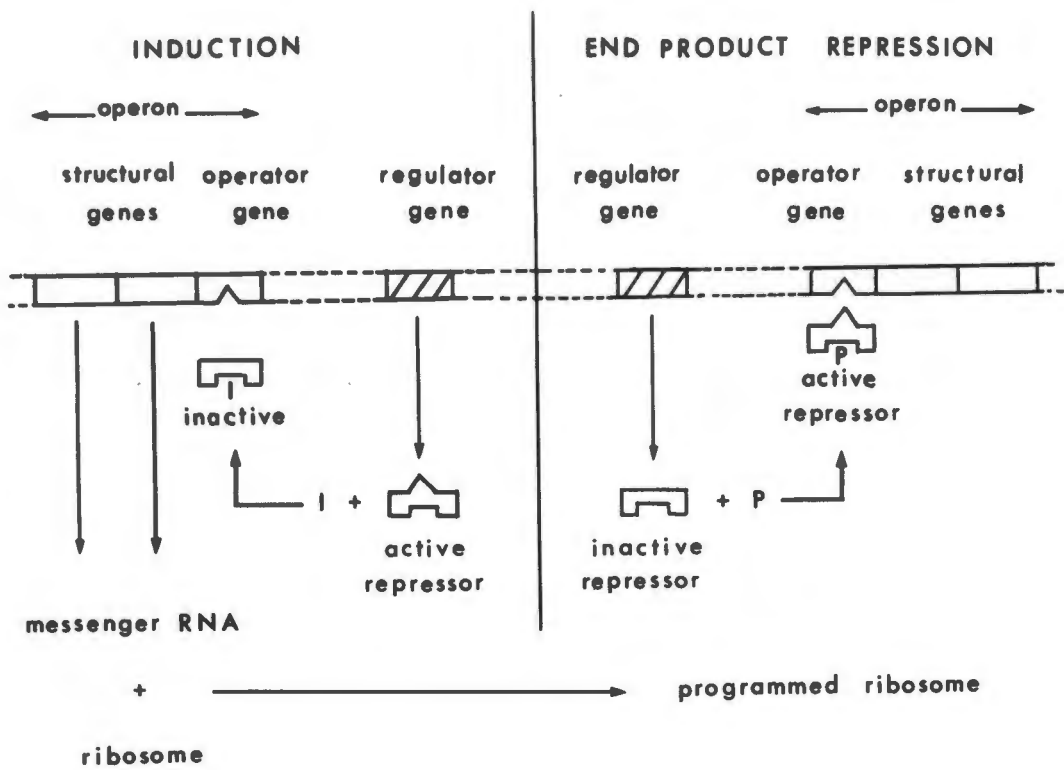 INDUCTION
operon
structural genes
operator gene
regulator gene
I
inactive
I +
active repressor
END PRODUCT REPRESSION
operon
regulator gene
operator gene
structural genes
P
active repressor
+ P
inactive repressor
messenger RNA
+
programmed ribosome
ribosome